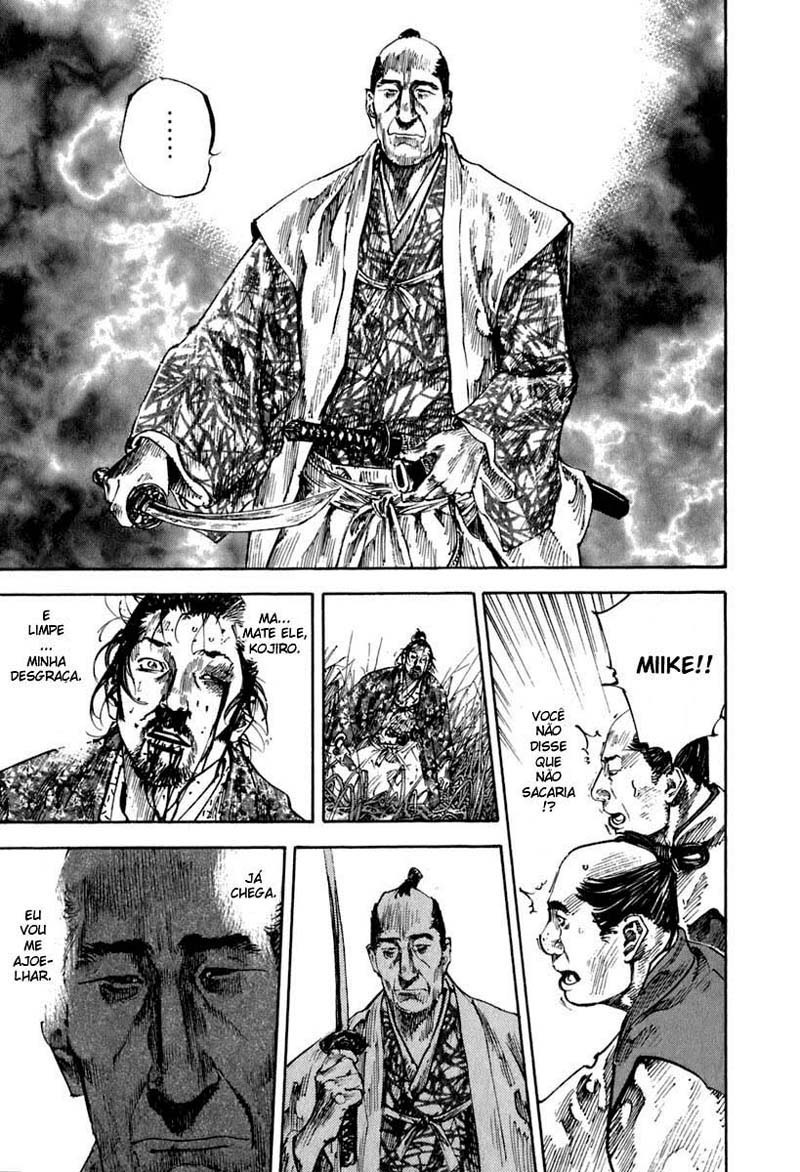 ......
MIIKE!!
VOCÊ
NÃO
DISSE
QUE
NÃO
SACARIA
!?
MA...
MATE ELE,
KOJIRO.
E
LIMPE
...
MINHA
DESGRAÇA.
JÁ
CHEGA.
EU
VOU
ME
AJOE-
LHAR.